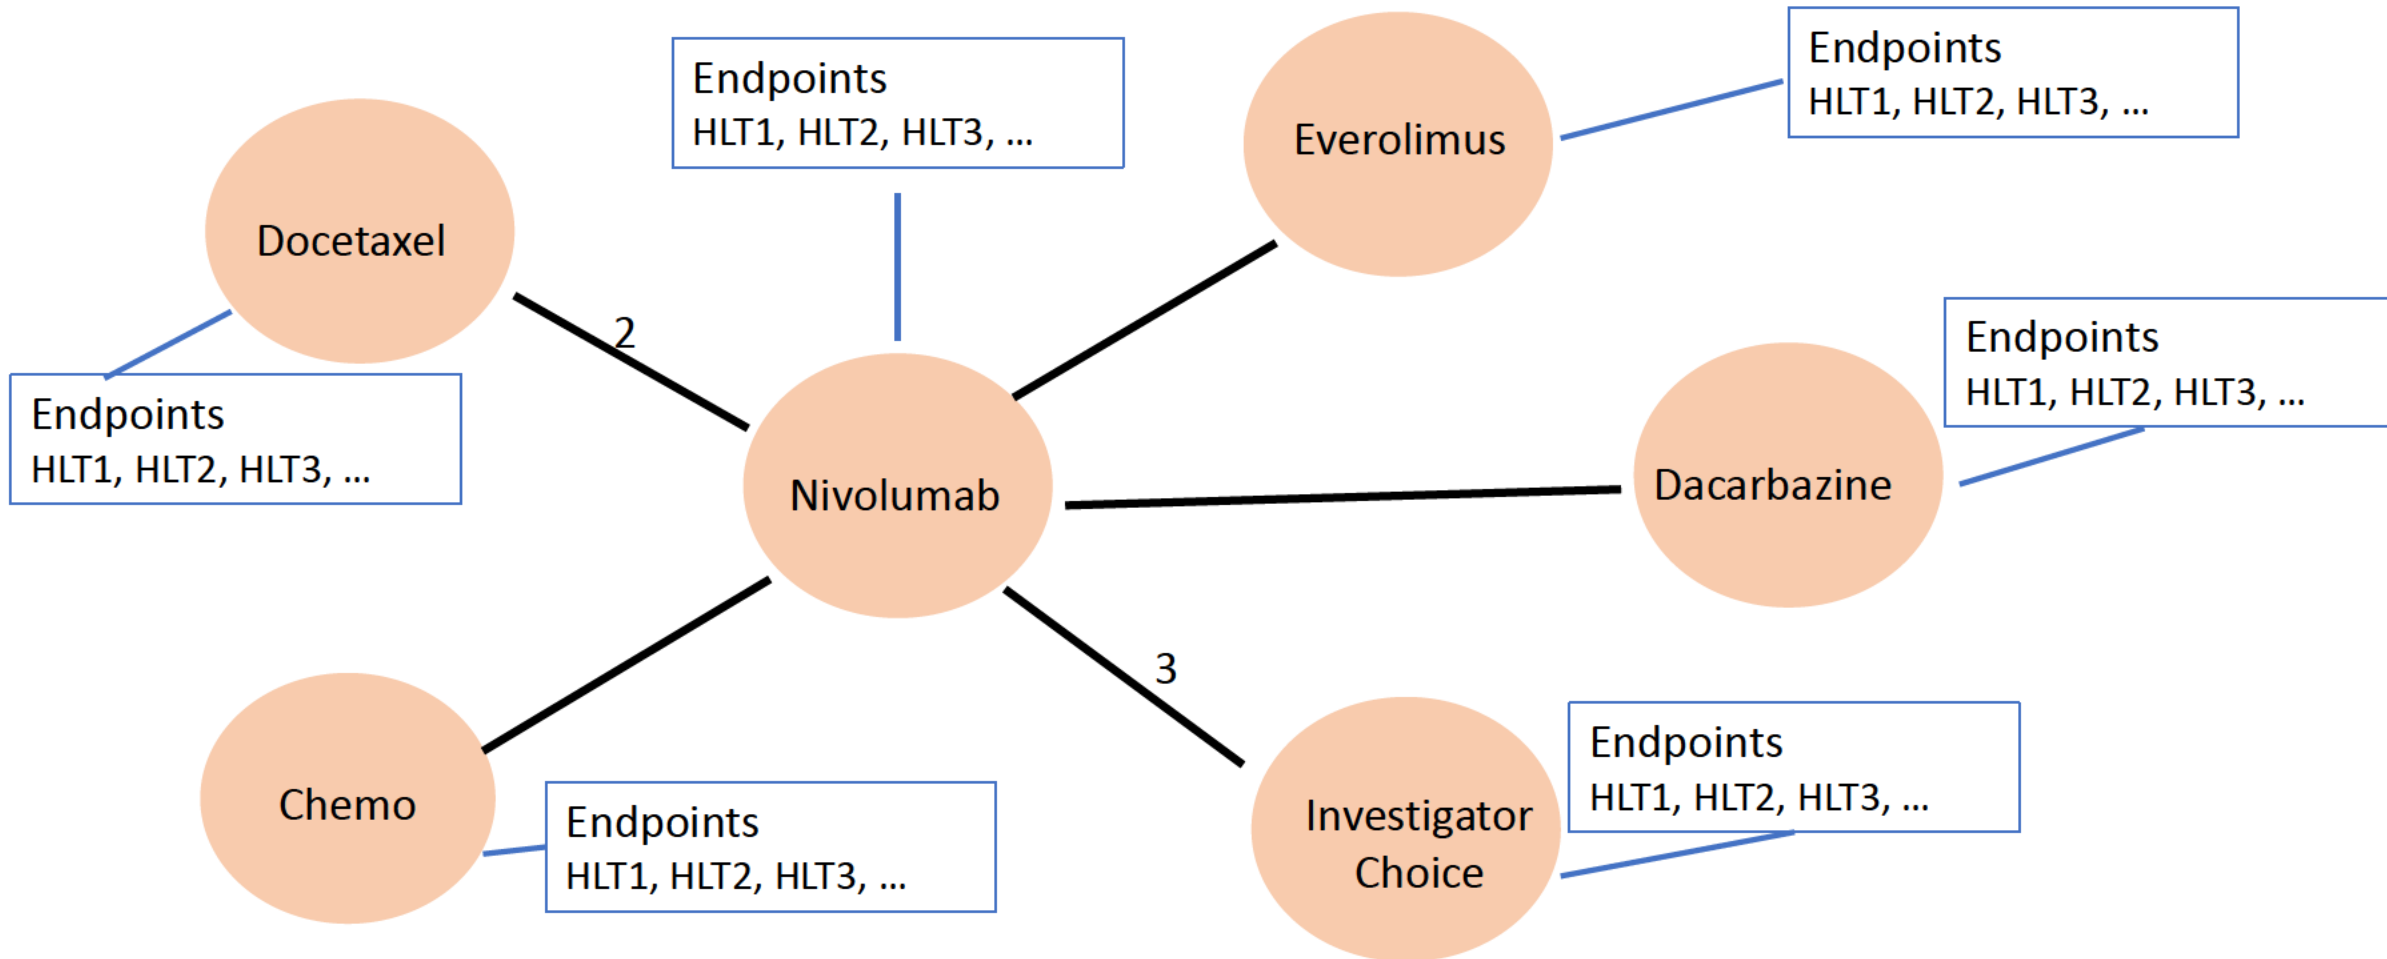 Endpoints
HLT1, HLT2, HLT3, ...
Endpoints
HLT1, HLT2, HLT3, ...
Everolimus
Docetaxel
2
Endpoints
HLT1, HLT2, HLT3, ...
Endpoints
HLT1, HLT2, HLT3, ...
Nivolumab
Dacarbazine
3
Chemo
Endpoints
HLT1, HLT2, HLT3, ...
Investigator
Choice
Endpoints
HLT1, HLT2, HLT3, ...